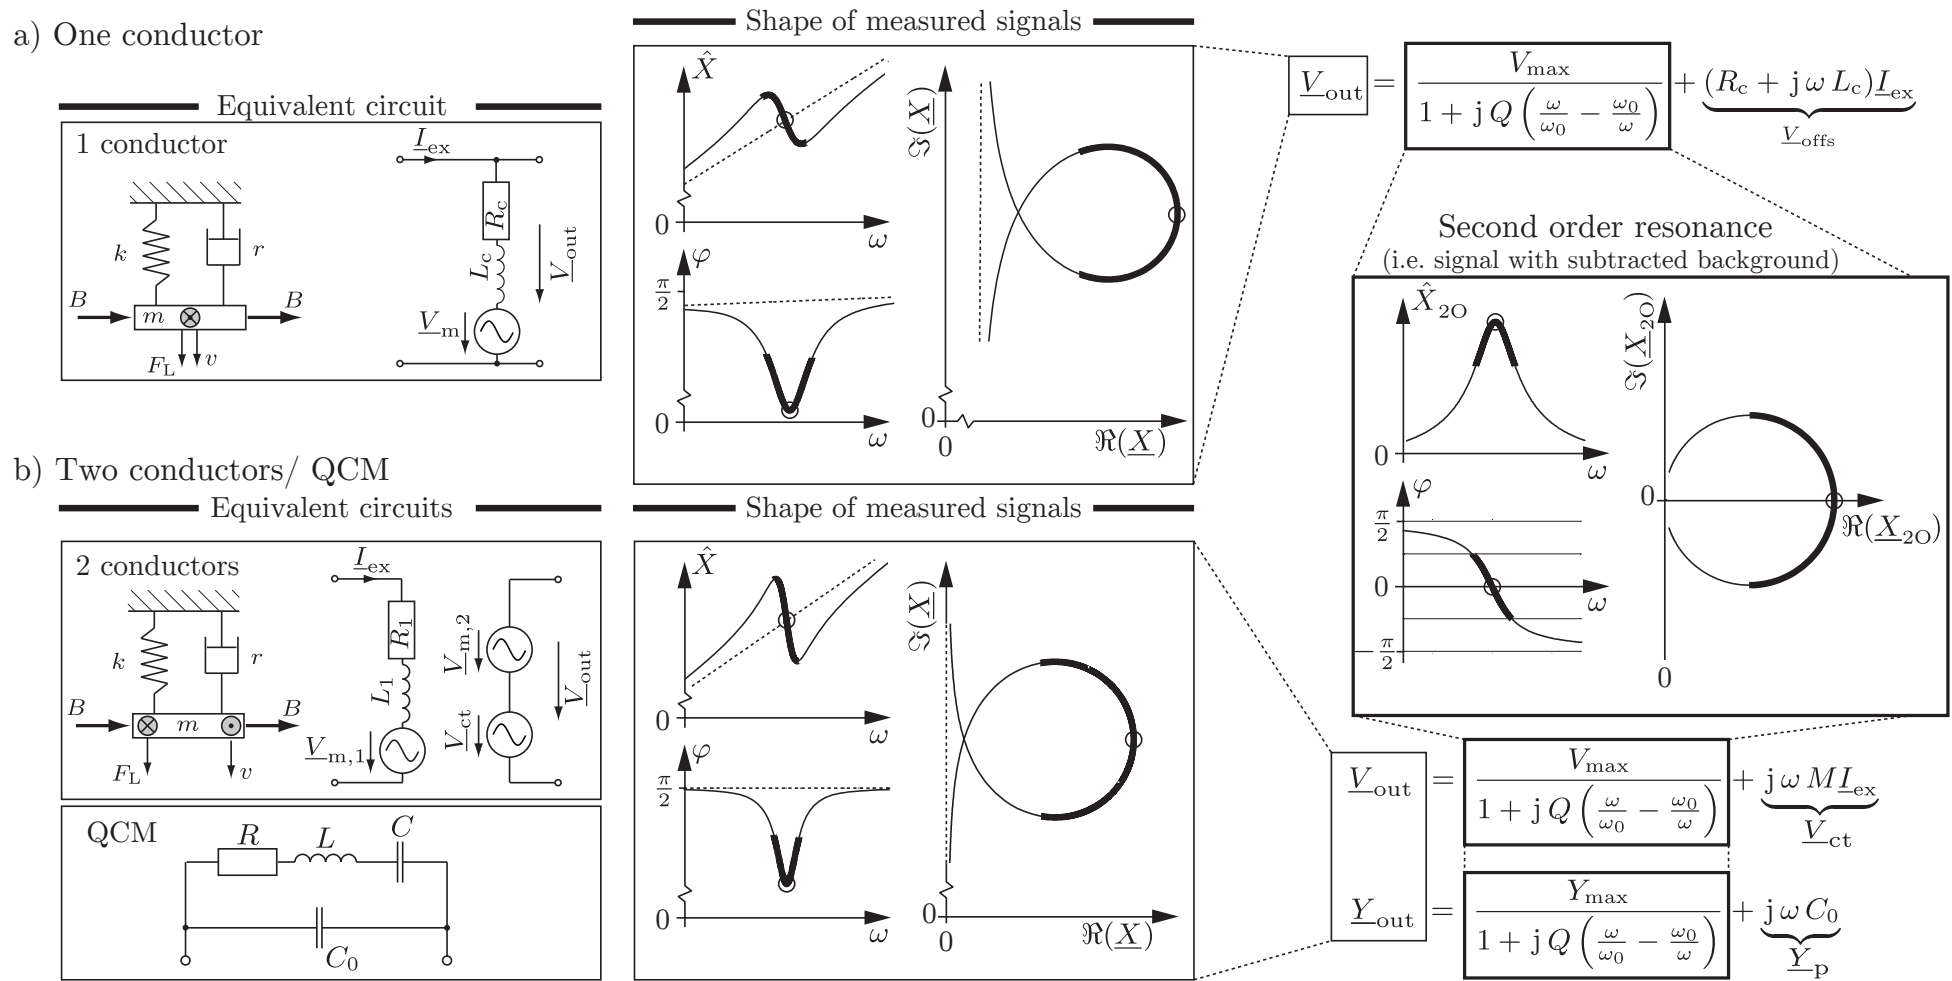 a) One conductor
Equivalent circuit
1 conductor
k
r
B
m
B
F_L
v
I_ex
R_c
L_c
V_m
V_out
Shape of measured signals
X̂
0
ω
φ
π/2
0
ω
ℑ(X)
0
0
ℜ(X)
V_out = V_max / (1 + j Q (ω/ω_0 − ω_0/ω)) + (R_c + j ω L_c) I_ex
V_offs
Second order resonance
(i.e. signal with subtracted background)
X̂_2O
0
ω
φ
π/2
0
ω
−π/2
ℑ(X_2O)
0
ℜ(X_2O)
0
b) Two conductors/ QCM
Equivalent circuits
2 conductors
k
r
B
m
B
F_L
v
I_ex
R_1
L_1
V_m,1
V_m,2
V_ct
V_out
QCM
R
L
C
C_0
Shape of measured signals
X̂
0
ω
φ
π/2
0
ω
ℑ(X)
0
0
ℜ(X)
V_out = V_max / (1 + j Q (ω/ω_0 − ω_0/ω)) + j ω M I_ex
V_ct
Y_out = Y_max / (1 + j Q (ω/ω_0 − ω_0/ω)) + j ω C_0
Y_p